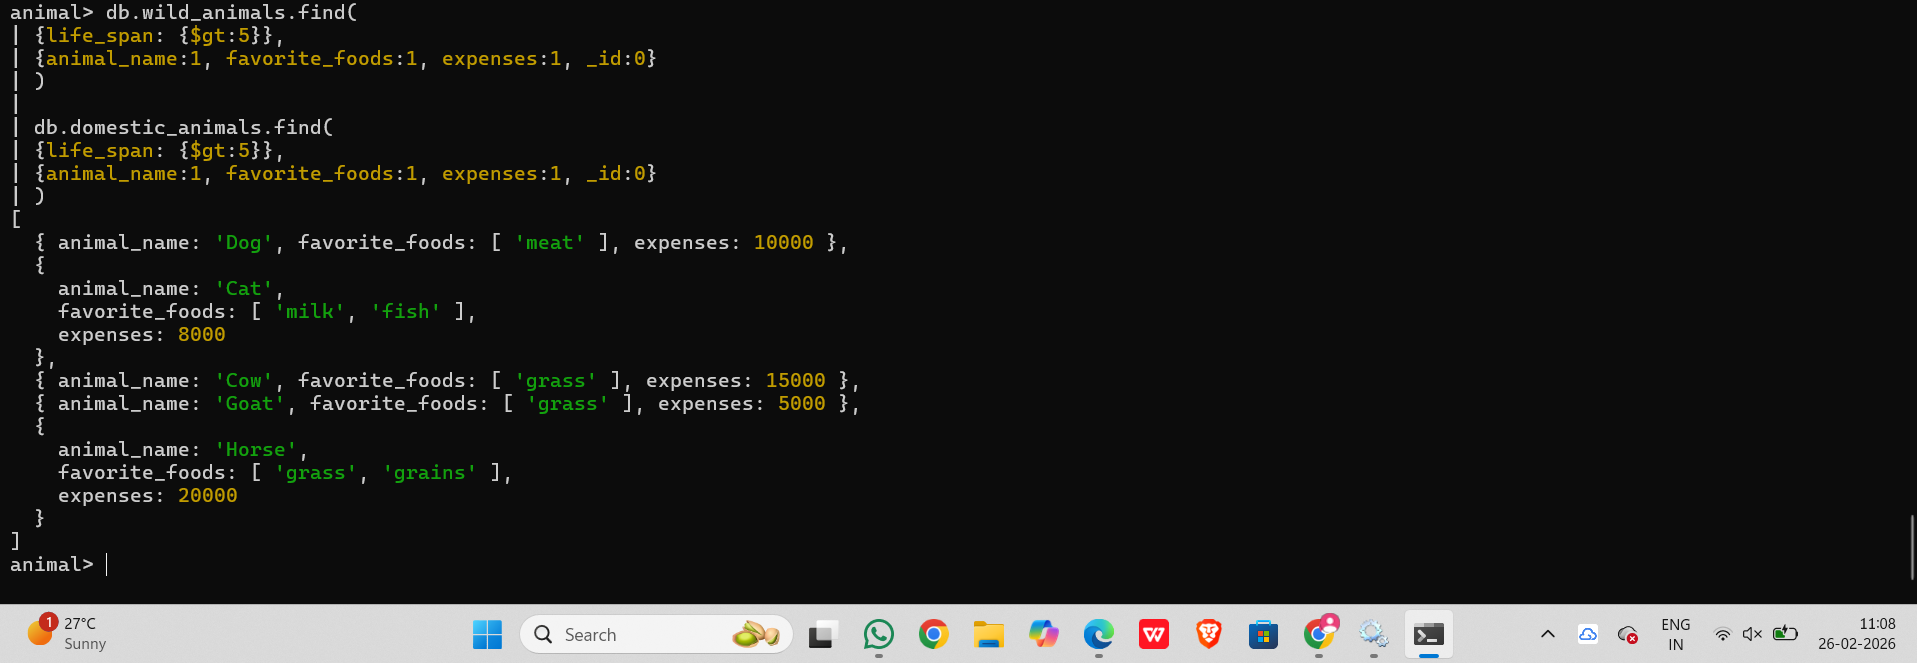 animal> db.wild_animals.find(
| {life_span: {$gt:5}},
| {animal_name:1, favorite_foods:1, expenses:1, _id:0}
| )
|
| db.domestic_animals.find(
| {life_span: {$gt:5}},
| {animal_name:1, favorite_foods:1, expenses:1, _id:0}
| )
[
  { animal_name: 'Dog', favorite_foods: [ 'meat' ], expenses: 10000 },
  {
    animal_name: 'Cat',
    favorite_foods: [ 'milk', 'fish' ],
    expenses: 8000
  },
  { animal_name: 'Cow', favorite_foods: [ 'grass' ], expenses: 15000 },
  { animal_name: 'Goat', favorite_foods: [ 'grass' ], expenses: 5000 },
  {
    animal_name: 'Horse',
    favorite_foods: [ 'grass', 'grains' ],
    expenses: 20000
  }
]
animal>
1
27°C
Sunny
Search
W
ENG
IN
11:08
26-02-2026